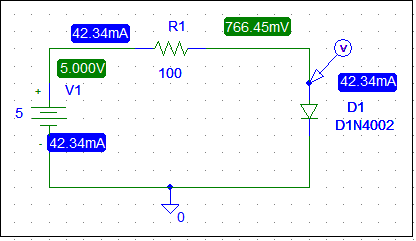 R1
42.34mA
766.45mV
V
100
5.000V
42.34mA
+
V1
5
D1
D1N4002
-
42.34mA
0